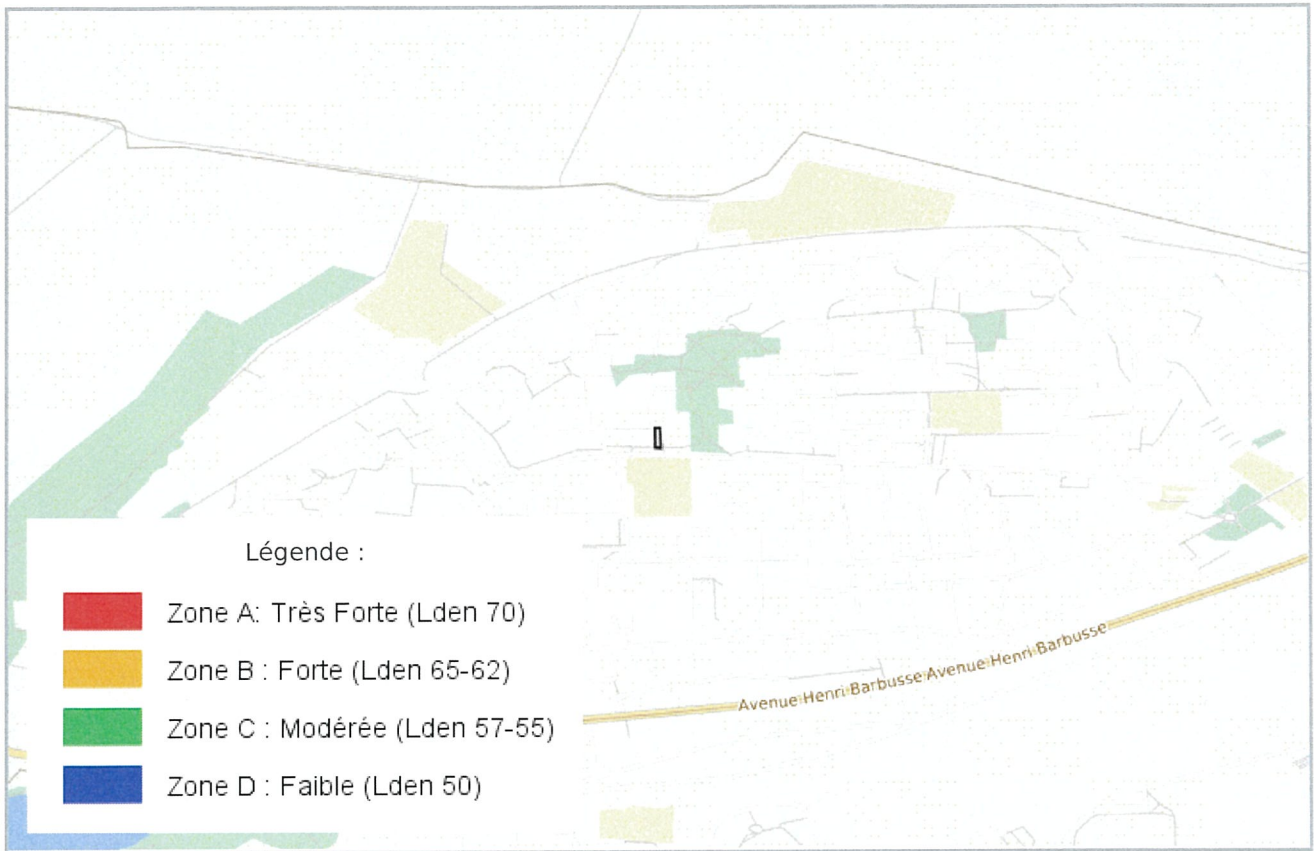 Avenue Henri Barbusse Avenue Henri Barbusse
Légende :
Zone A: Très Forte (Lden 70)
Zone B : Forte (Lden 65-62)
Zone C : Modérée (Lden 57-55)
Zone D : Faible (Lden 50)